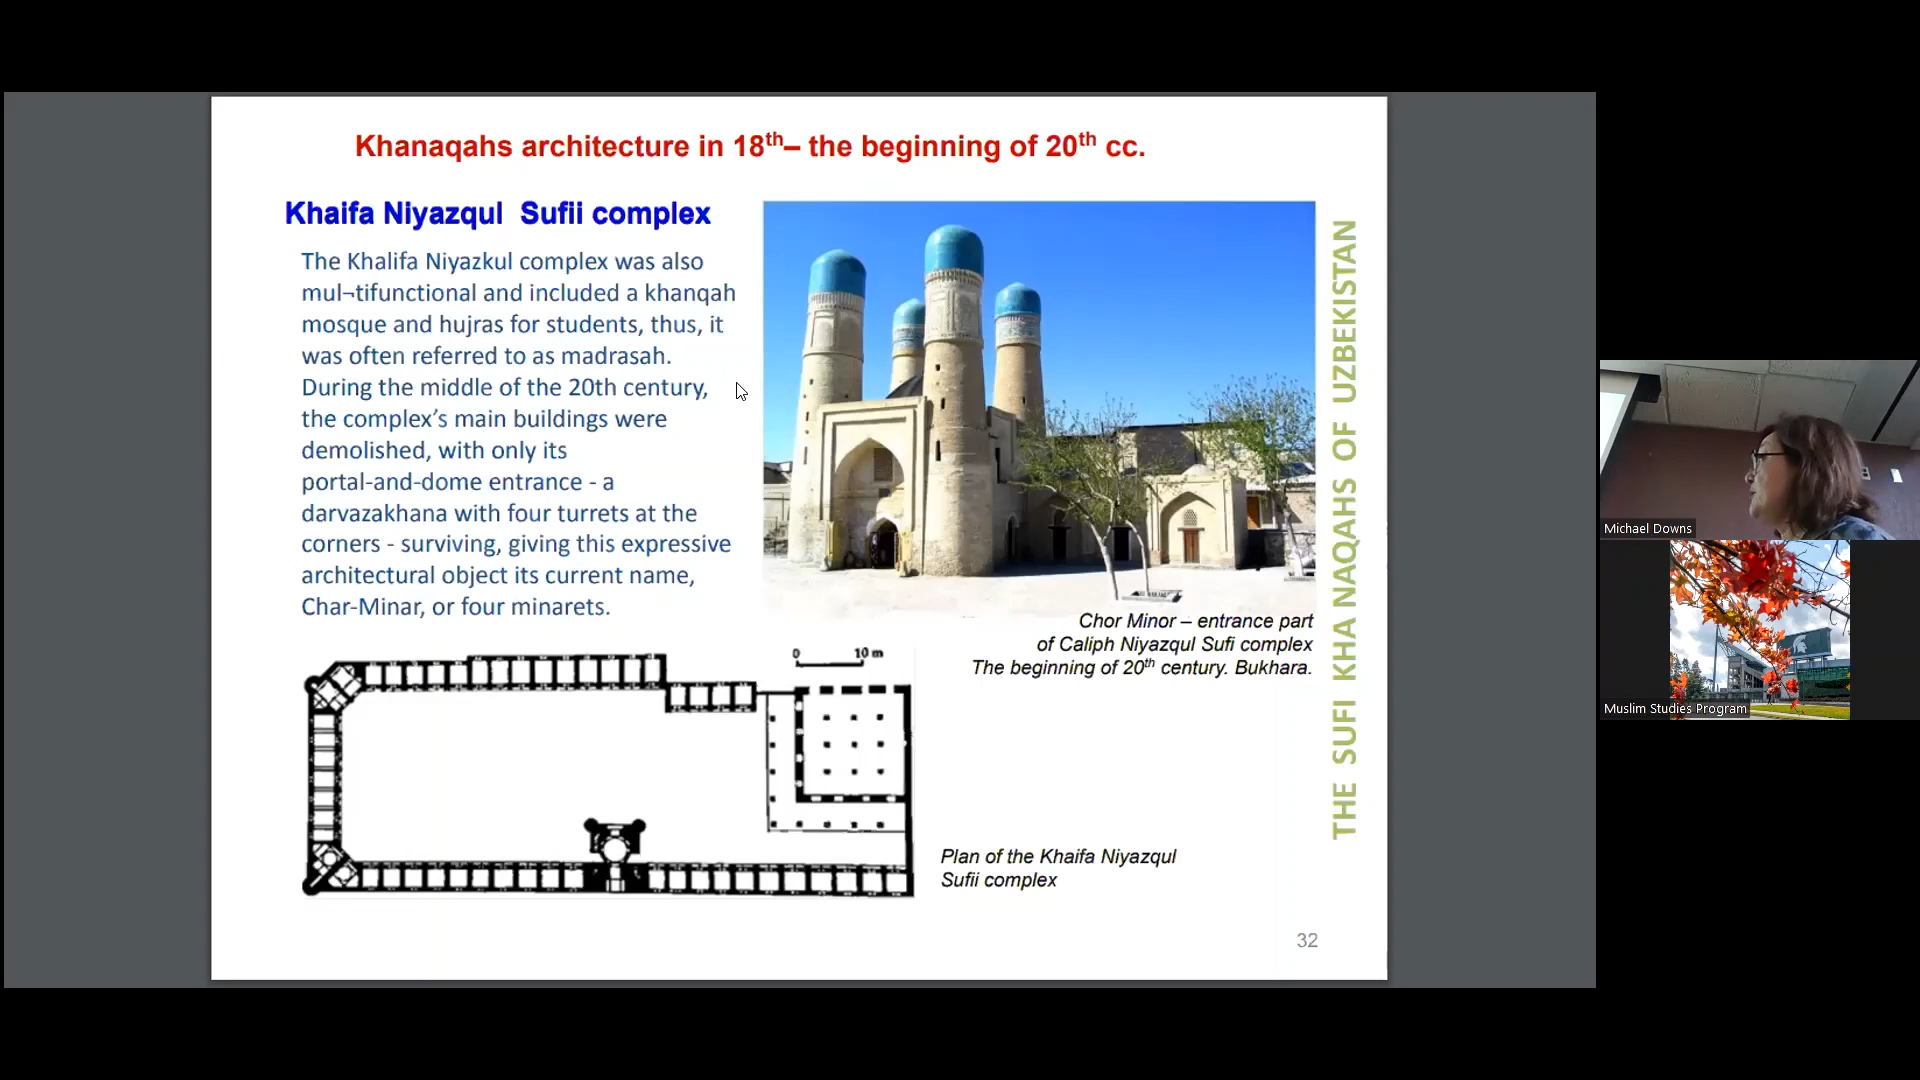 Khanaqahs architecture in 18th– the beginning of 20th cc.
Khaifa Niyazqul Sufii complex
The Khalifa Niyazkul complex was also
mul¬tifunctional and included a khanqah
mosque and hujras for students, thus, it
was often referred to as madrasah.
During the middle of the 20th century,
the complex’s main buildings were
demolished, with only its
portal-and-dome entrance - a
darvazakhana with four turrets at the
corners - surviving, giving this expressive
architectural object its current name,
Char-Minar, or four minarets.
Chor Minor – entrance part
of Caliph Niyazqul Sufi complex
The beginning of 20th century. Bukhara.
0 10 m
Plan of the Khaifa Niyazqul
Sufii complex
THE SUFI KHA NAQAHS OF UZBEKISTAN
32
Michael Downs
Muslim Studies Program